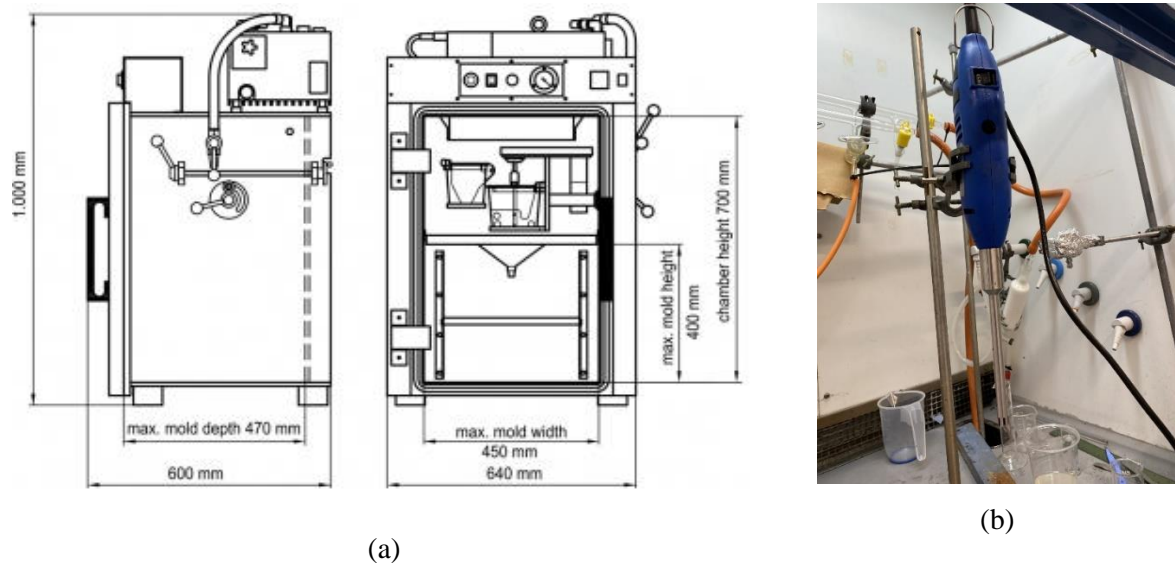 1.000 mm
max. mold depth 470 mm
600 mm
max. mold height
400 mm
chamber height 700 mm
max. mold width
450 mm
640 mm
(a)
(b)